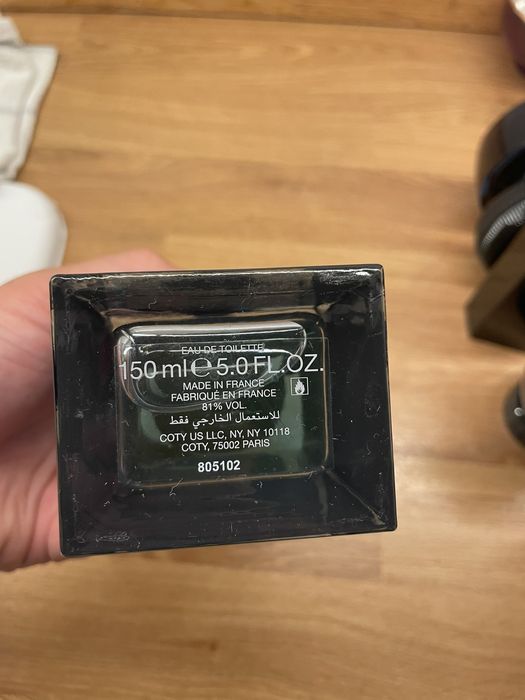 EAU DE TOILETTE
150 ml ℮ 5.0 FL.OZ.
MADE IN FRANCE
FABRIQUÉ EN FRANCE
81% VOL.
للاستعمال الخارجي فقط
COTY US LLC, NY, NY 10118
COTY, 75002 PARIS
805102